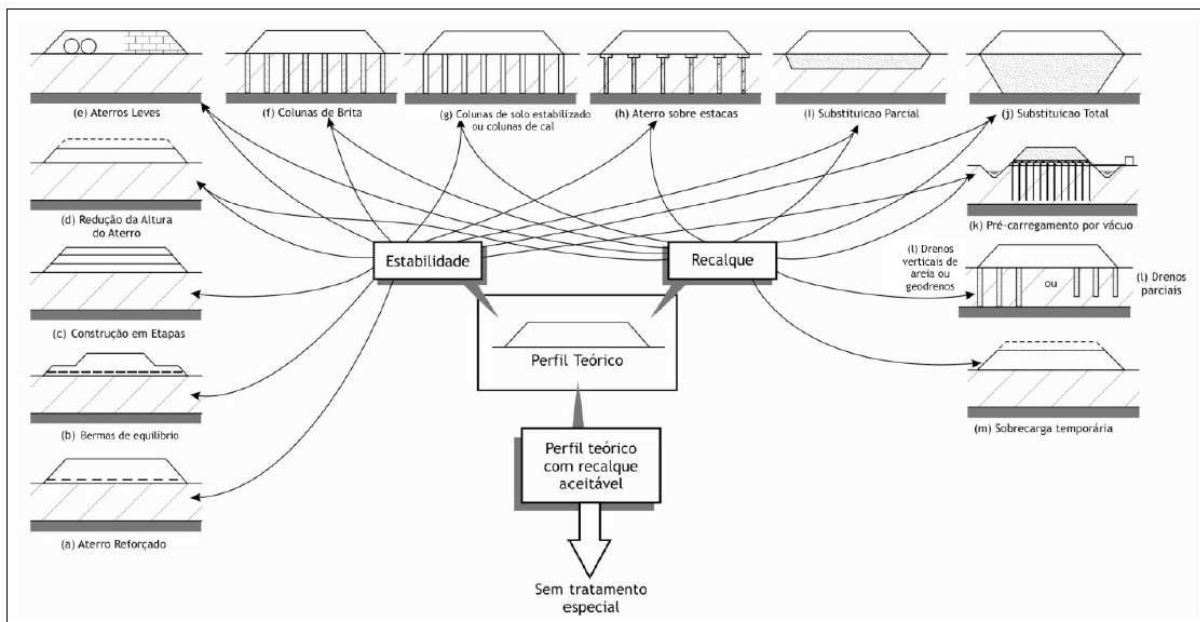 (e) Aterros Leves
(f) Colunas de Brita
(g) Colunas de solo estabilizado
ou colunas de cal
(h) Aterro sobre estacas
(i) Substituicao Parcial
(j) Substituicao Total
(d) Redução da Altura
do Aterro
(k) Pré-carregamento por vácuo
Estabilidade
Recalque
(l) Drenos
verticais de
areia ou
geodrenos
ou
(l) Drenos
parciais
(c) Construção em Etapas
Perfil Teórico
(b) Bermas de equilíbrio
(m) Sobrecarga temporária
Perfil teórico
com recalque
aceitável
(a) Aterro Reforçado
Sem tratamento
especial